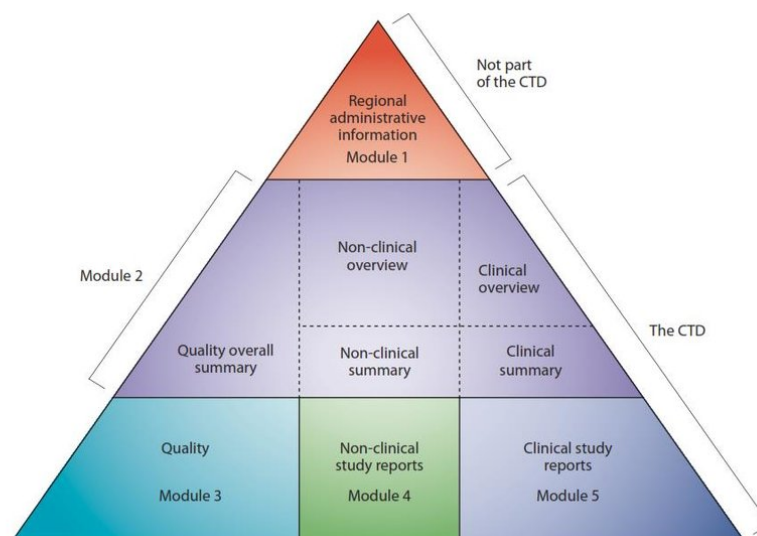 Not part
of the CTD
Regional
administrative
information
Module 1
Module 2
Non-clinical
overview
Clinical
overview
The CTD
Quality overall
summary
Non-clinical
summary
Clinical
summary
Quality
Module 3
Non-clinical
study reports
Module 4
Clinical study
reports
Module 5